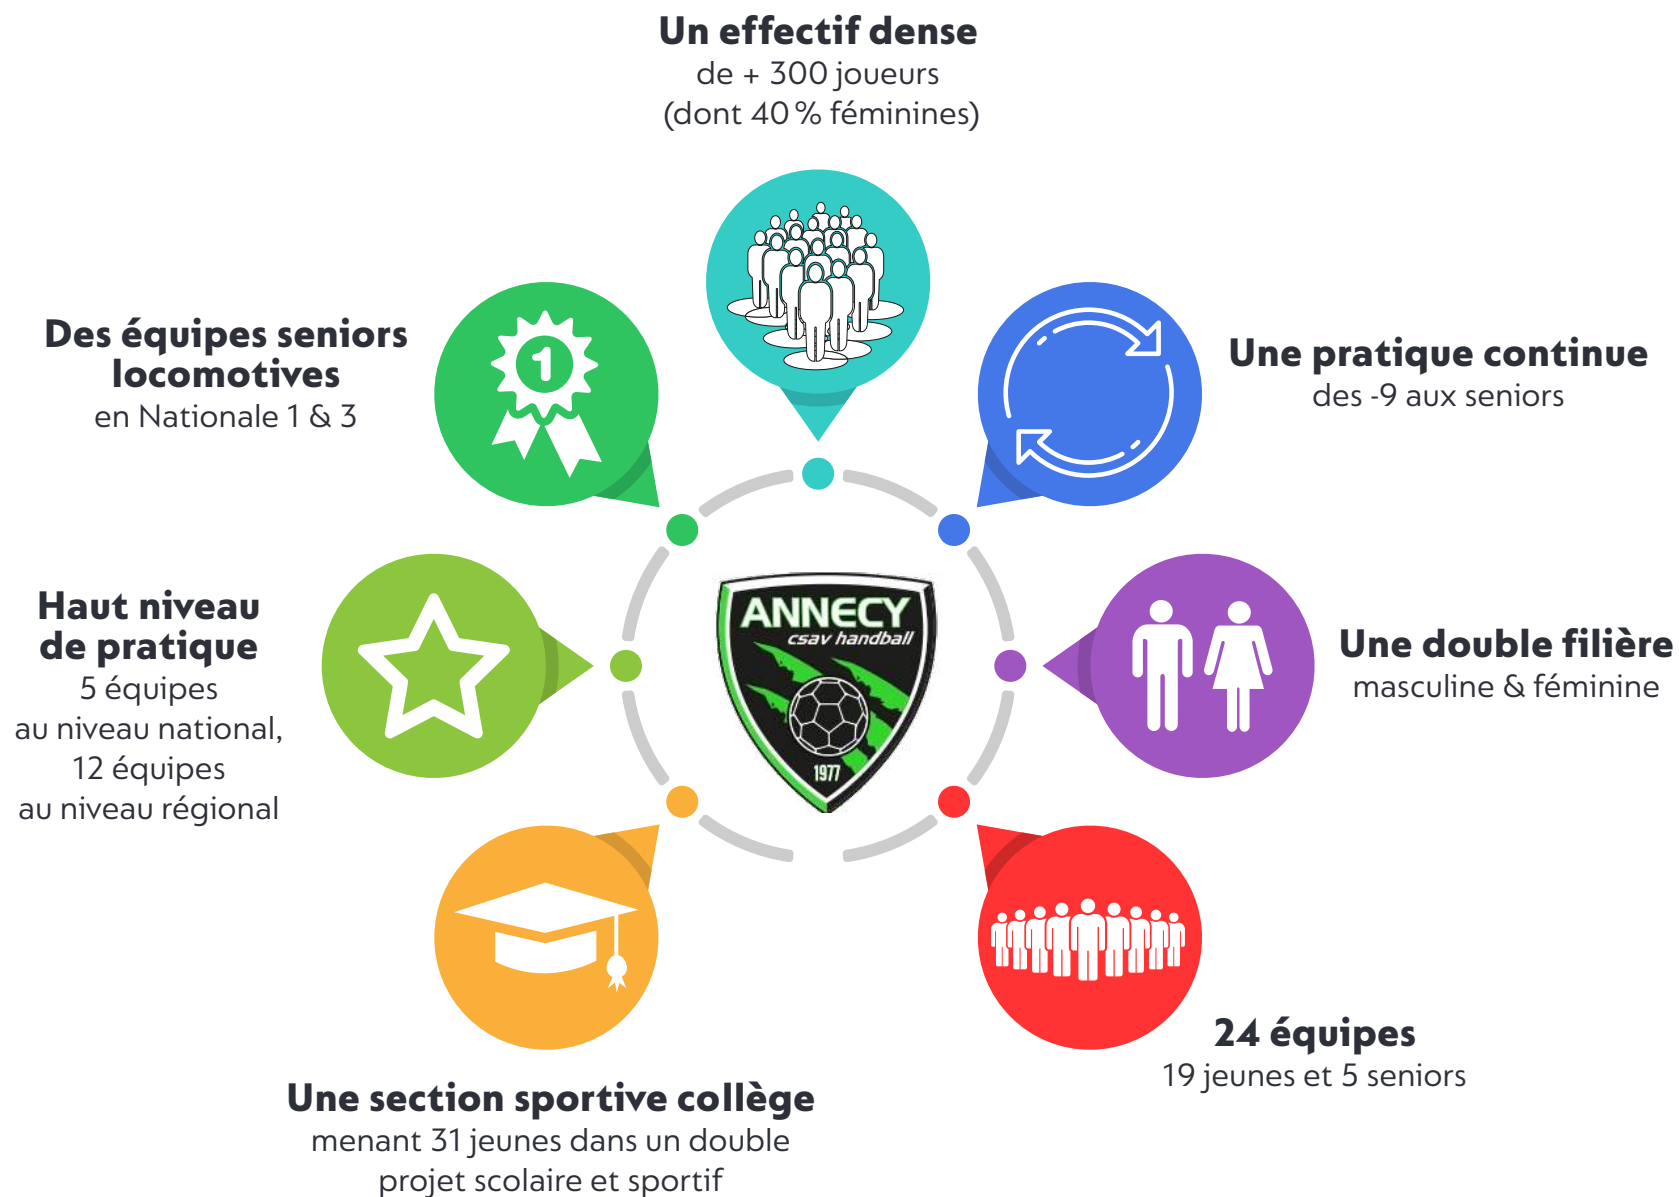 Un effectif dense
de + 300 joueurs
(dont 40 % féminines)
Des équipes seniors
locomotives
en Nationale 1 & 3
1
Une pratique continue
des -9 aux seniors
Haut niveau
de pratique
5 équipes
au niveau national,
12 équipes
au niveau régional
ANNECY
csav handball
1977
Une double filière
masculine & féminine
24 équipes
19 jeunes et 5 seniors
Une section sportive collège
menant 31 jeunes dans un double
projet scolaire et sportif